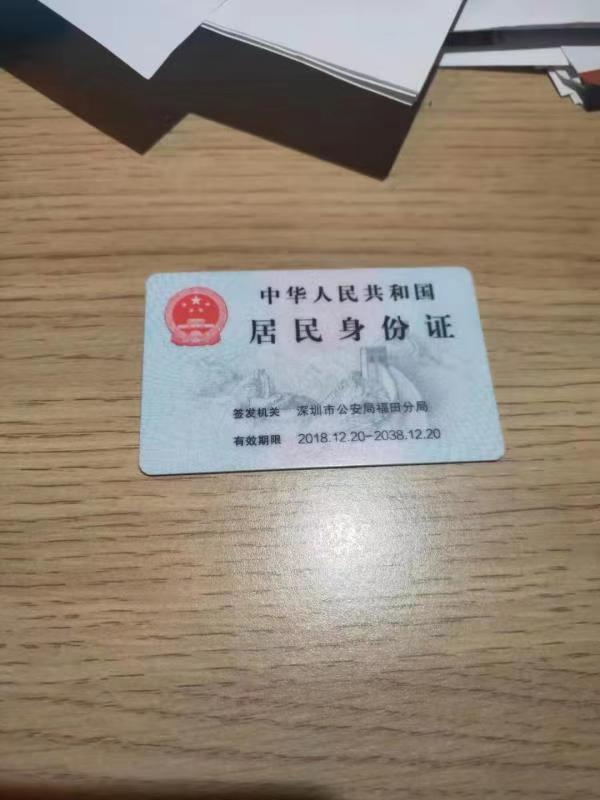 中华人民共和国
居民身份证
签发机关 深圳市公安局福田分局
有效期限 2018.12.20-2038.12.20